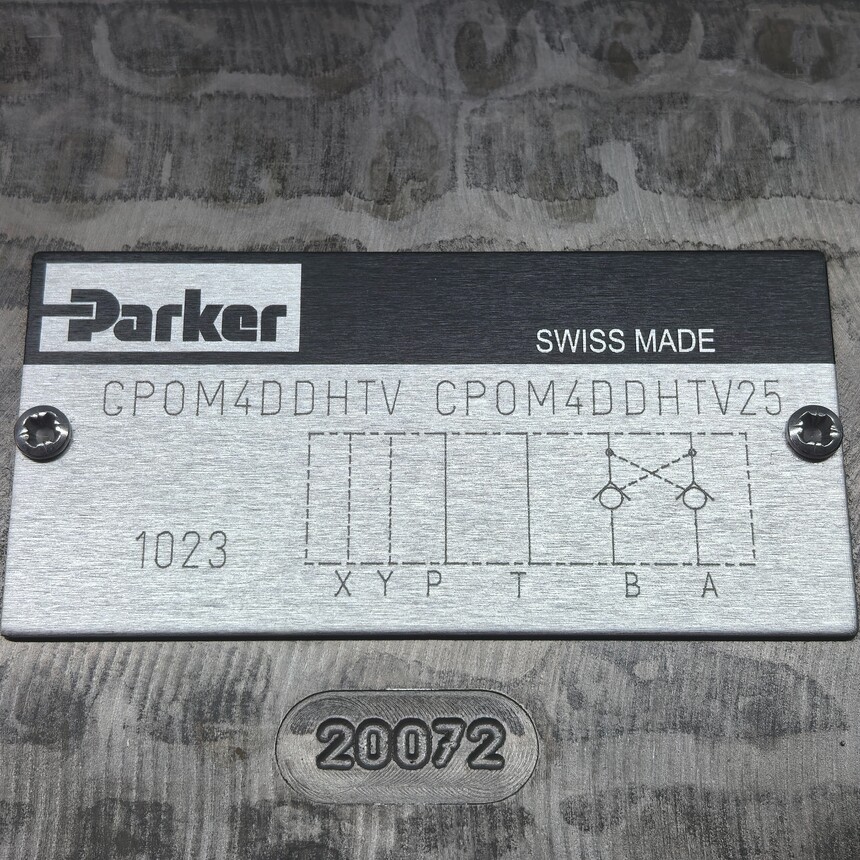 Parker
SWISS MADE
CPOM4DDHTV CPOM4DDHTV25
1023
X Y P T B A
20072